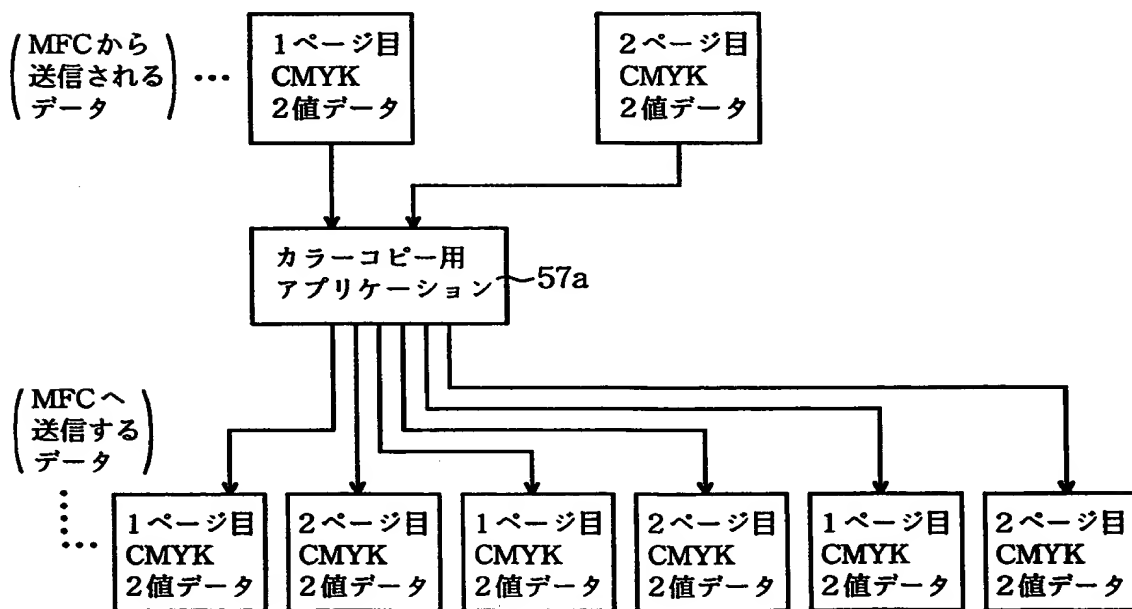 MFCから
送信される
データ
1ページ目
CMYK
2値データ
2ページ目
CMYK
2値データ
カラーコピー用
アプリケーション
57a
MFCへ
送信する
データ
1ページ目
CMYK
2値データ
2ページ目
CMYK
2値データ
1ページ目
CMYK
2値データ
2ページ目
CMYK
2値データ
1ページ目
CMYK
2値データ
2ページ目
CMYK
2値データ